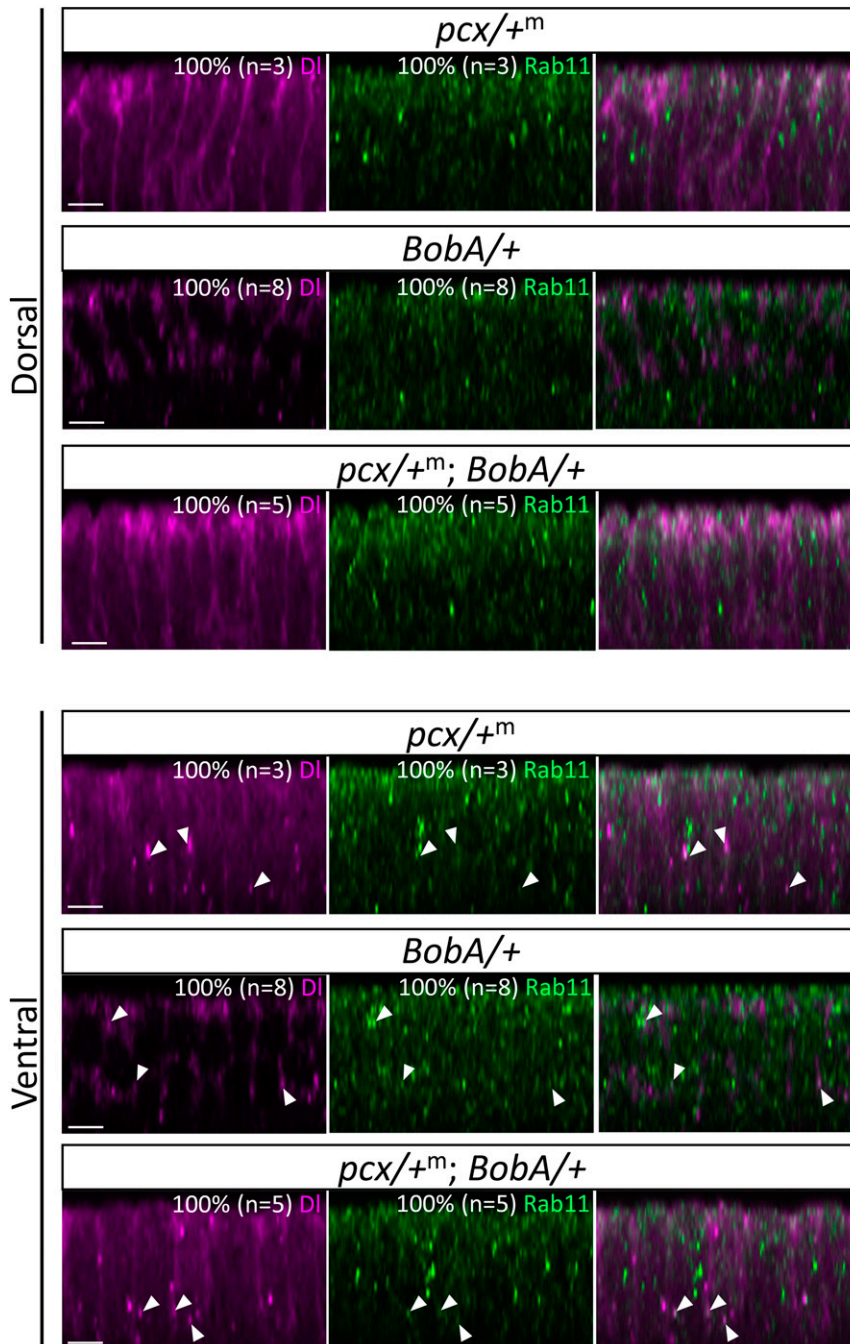 Dorsal
pcx/+ᵐ
100% (n=3) Dl
100% (n=3) Rab11
BobA/+
100% (n=8) Dl
100% (n=8) Rab11
pcx/+ᵐ; BobA/+
100% (n=5) Dl
100% (n=5) Rab11
Ventral
pcx/+ᵐ
100% (n=3) Dl
100% (n=3) Rab11
BobA/+
100% (n=8) Dl
100% (n=8) Rab11
pcx/+ᵐ; BobA/+
100% (n=5) Dl
100% (n=5) Rab11